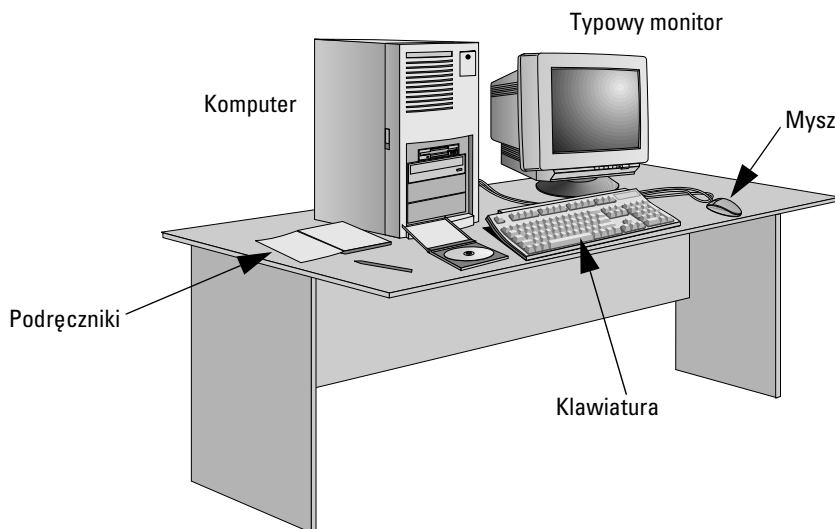 Typowy monitor
Komputer
Mysz
Podręczniki
Klawiatura